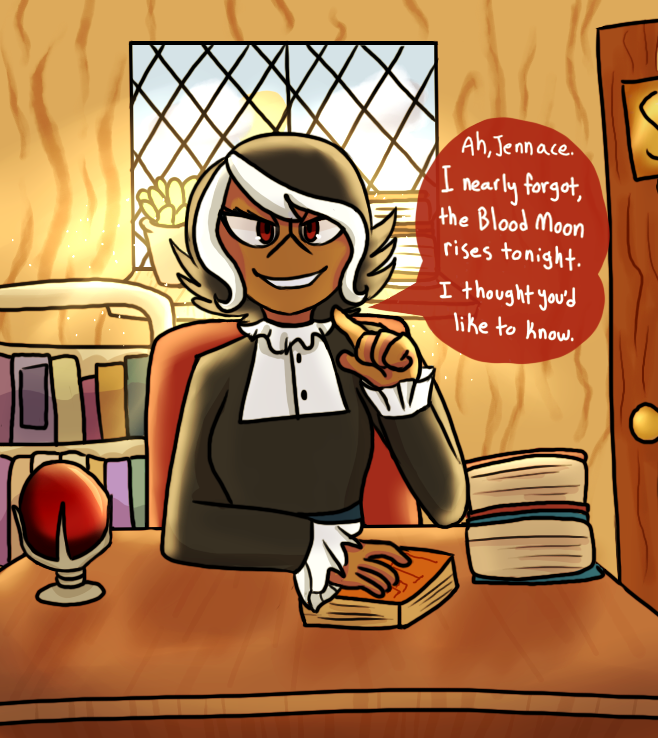 Ah, Jennace.
I nearly forgot,
the Blood Moon
rises tonight.
I thought you'd
like to know.
S